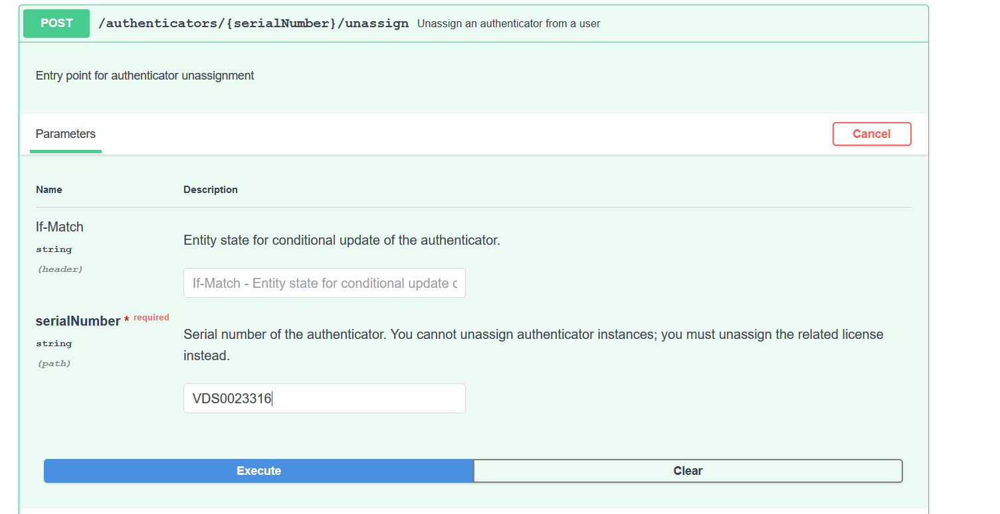 POST /authenticators/{serialNumber}/unassign Unassign an authenticator from a user
Entry point for authenticator unassignment
Parameters
Cancel
Name Description
If-Match
string
(header)
Entity state for conditional update of the authenticator.
If-Match - Entity state for conditional update
serialNumber * required
string
(path)
Serial number of the authenticator. You cannot unassign authenticator instances; you must unassign the related license
instead.
VDS0023316
Execute Clear